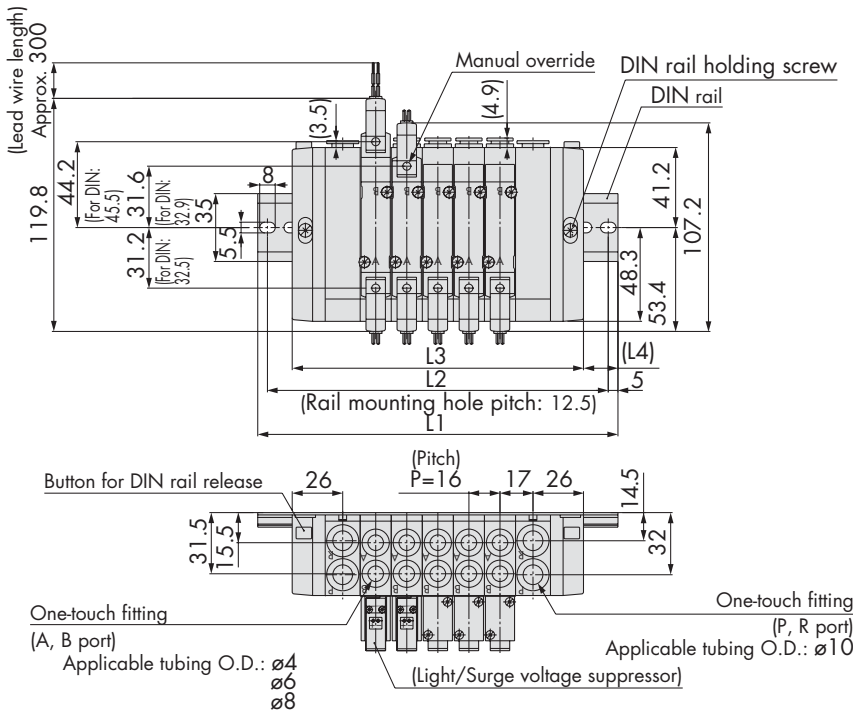 (Lead wire length)
Approx. 300
Manual override
DIN rail holding screw
DIN rail
(3.5)
(4.9)
119.8
44.2
(For DIN: 45.5)
8
31.6
(For DIN: 32.9)
35
5.5
31.2
(For DIN: 32.5)
41.2
107.2
48.3
53.4
B B B B B
A A A A A
L3
(L4)
L2
5
(Rail mounting hole pitch: 12.5)
L1
Button for DIN rail release
26
(Pitch)
P=16
17
26
14.5
31.5
15.5
32
One-touch fitting
(A, B port)
Applicable tubing O.D.: ø4
ø6
ø8
(Light/Surge voltage suppressor)
One-touch fitting
(P, R port)
Applicable tubing O.D.: ø10